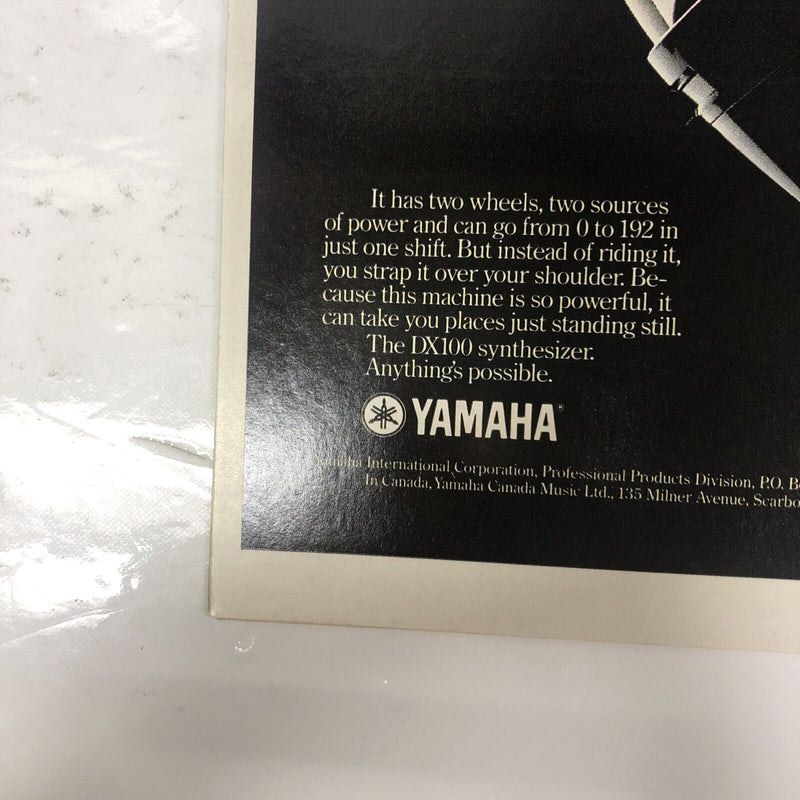 It has two wheels, two sources
of power and can go from 0 to 192 in
just one shift. But instead of riding it,
you strap it over your shoulder. Be-
cause this machine is so powerful, it
can take you places just standing still.
The DX100 synthesizer.
Anything's possible.
YAMAHA®
Yamaha International Corporation, Professional Products Division, P.O.
In Canada, Yamaha Canada Music Ltd., 135 Milner Avenue,